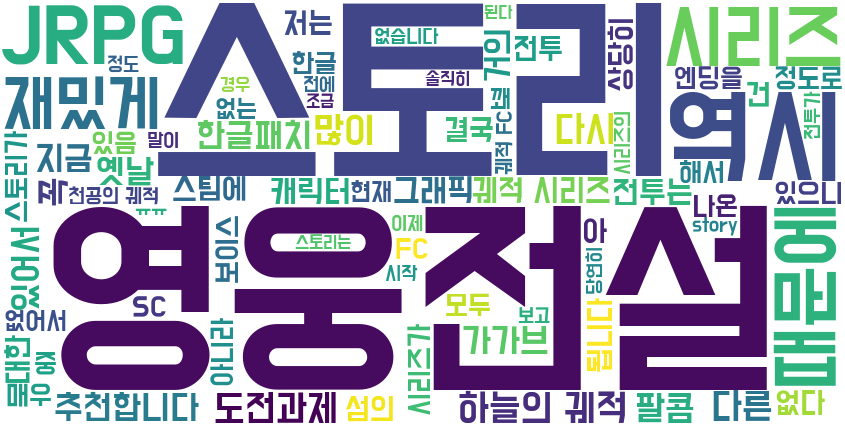 JRPG
스토리
시리즈
역시
영웅전설
때문에
재밌게
정도
저는
없습니다
된다
한글
전투
거의
상당히
경우
전에
조금
솔직히
엔딩을
정도로
건
없는
한글패치
많이
결국
궤적 FC
다시
시리즈의
전투가
있음
말이
지금
옛날
스토리가
꼭
천공의 궤적
스팀에
캐릭터
현재
그래픽
궤적 시리즈
전투는
해서
있으니
ㅠㅠ
이제
나온
story
아
당연히
있어서
보이스
스토리는
FC
시작
SC
모두
보고
없어서
아니라
시리즈가
가가브
됩니다
대한
중
우
추천합니다
도전과제
섬의
하늘의 궤적
팔콤
다른
없다